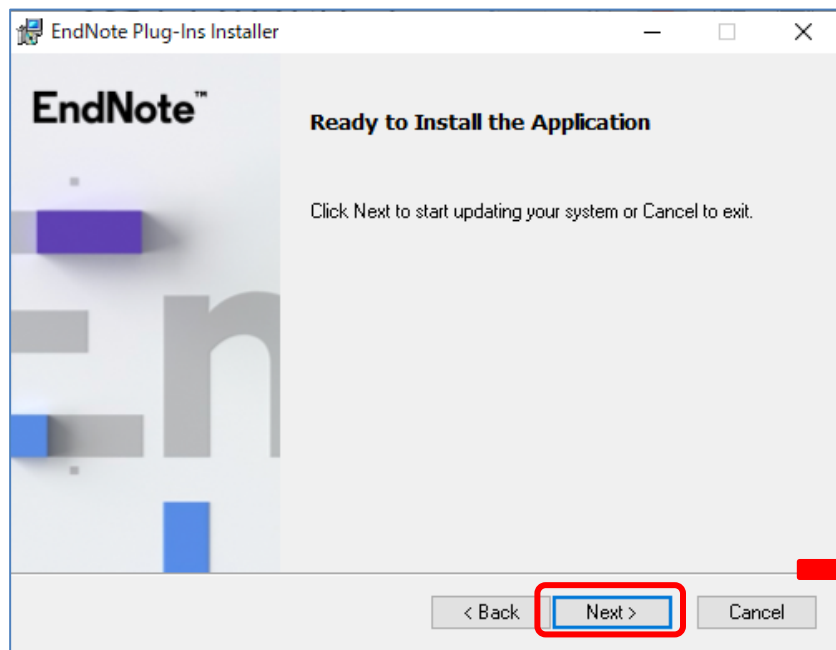 EndNote Plug-Ins Installer
EndNote™
Ready to Install the Application
Click Next to start updating your system or Cancel to exit.
En
< Back
Next >
Cancel